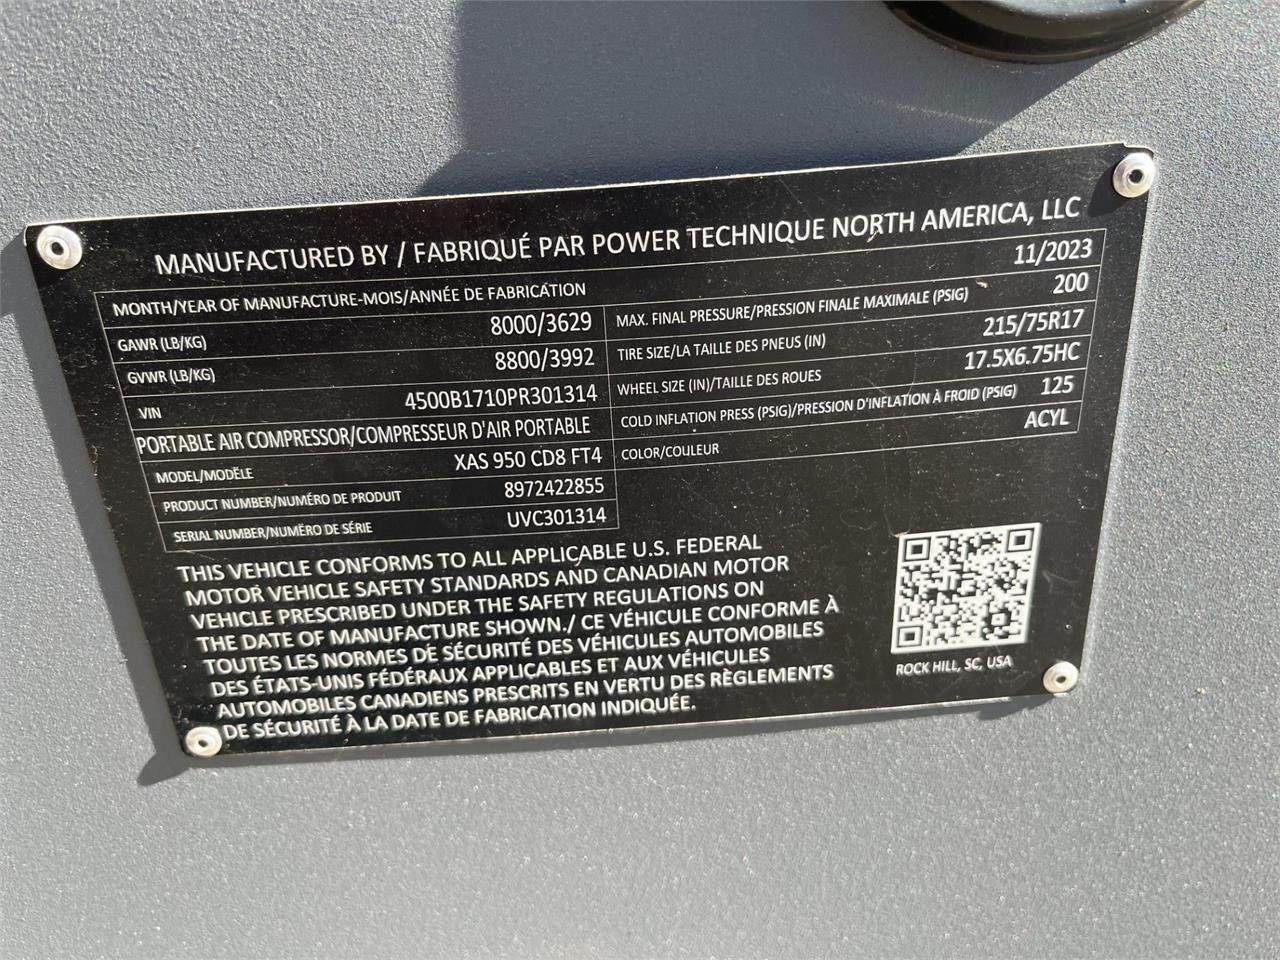 MANUFACTURED BY / FABRIQUÉ PAR POWER TECHNIQUE NORTH AMERICA, LLC
MONTH/YEAR OF MANUFACTURE-MOIS/ANNÉE DE FABRICATION 11/2023
GAWR (LB/KG) 8000/3629
GVWR (LB/KG) 8800/3992
VIN 4500B1710PR301314
PORTABLE AIR COMPRESSOR/COMPRESSEUR D'AIR PORTABLE
MODEL/MODËLE XAS 950 CD8 FT4
PRODUCT NUMBER/NUMÉRO DE PRODUIT 8972422855
SERIAL NUMBER/NUMËRO DE SÉRIE UVC301314
MAX. FINAL PRESSURE/PRESSION FINALE MAXIMALE (PSIG) 200
TIRE SIZE/LA TAILLE DES PNEUS (IN) 215/75R17
WHEEL SIZE (IN)/TAILLE DES ROUES 17.5X6.75HC
COLD INFLATION PRESS (PSIG)/PRESSION D'INFLATION À FROID (PSIG) 125
COLOR/COULEUR ACYL
THIS VEHICLE CONFORMS TO ALL APPLICABLE U.S. FEDERAL
MOTOR VEHICLE SAFETY STANDARDS AND CANADIAN MOTOR
VEHICLE PRESCRIBED UNDER THE SAFETY REGULATIONS ON
THE DATE OF MANUFACTURE SHOWN./ CE VÉHICULE CONFORME À
TOUTES LES NORMES DE SÉCURITÉ DES VÉHICULES AUTOMOBILES
DES ÉTATS-UNIS FÉDÉRAUX APPLICABLES ET AUX VÉHICULES
AUTOMOBILES CANADIENS PRESCRITS EN VERTU DES RÈGLEMENTS
DE SÉCURITÉ À LA DATE DE FABRICATION INDIQUÉE.
ROCK HILL, SC, USA